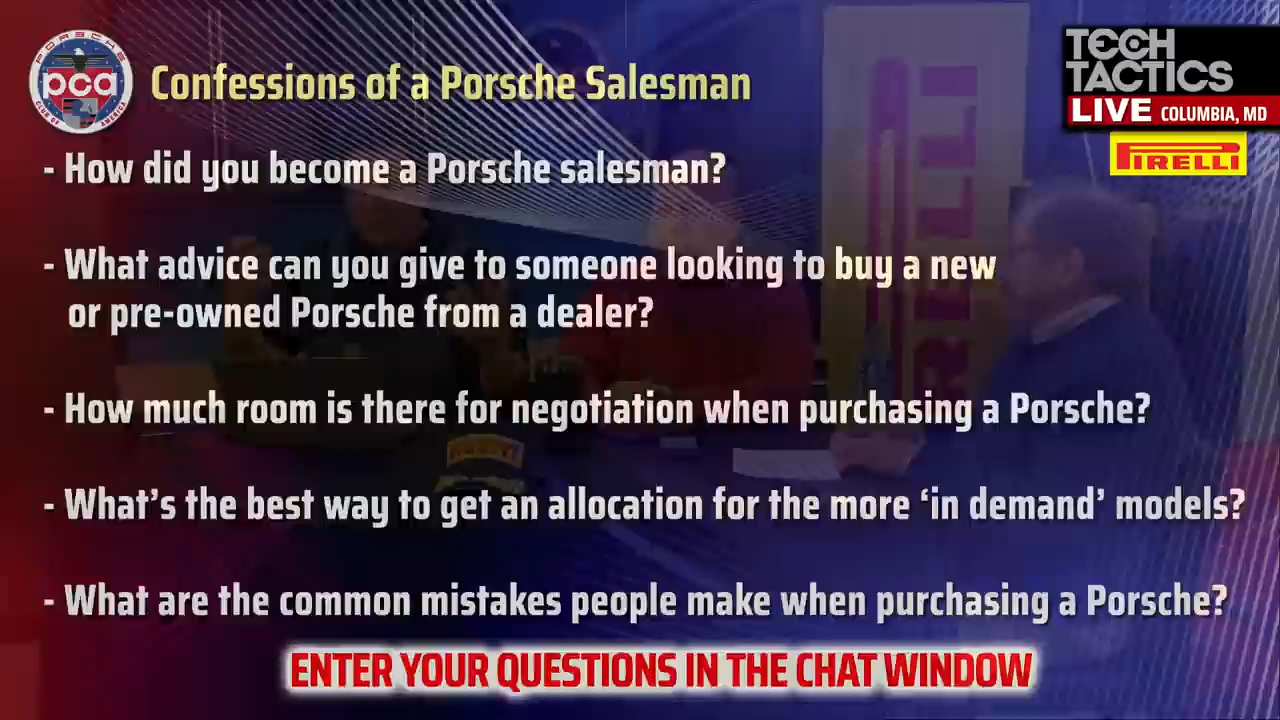 PORSCHE
pca
CLUB OF AMERICA
Confessions of a Porsche Salesman
TECH
TACTICS
LIVE COLUMBIA, MD
PIRELLI
- How did you become a Porsche salesman?
- What advice can you give to someone looking to buy a new
or pre-owned Porsche from a dealer?
- How much room is there for negotiation when purchasing a Porsche?
- What's the best way to get an allocation for the more ‘in demand’ models?
- What are the common mistakes people make when purchasing a Porsche?
ENTER YOUR QUESTIONS IN THE CHAT WINDOW
PIRELLI
PIRELLI